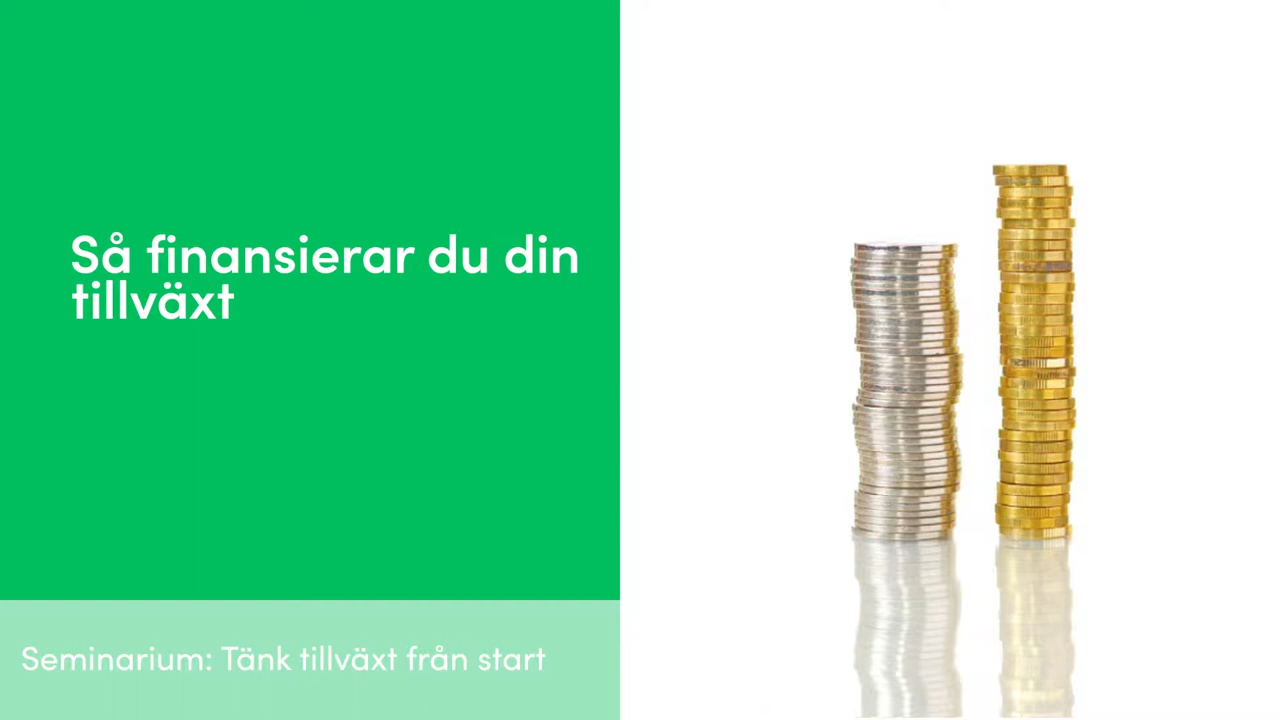 Så finansierar du din
tillväxt
Seminarium: Tänk tillväxt från start